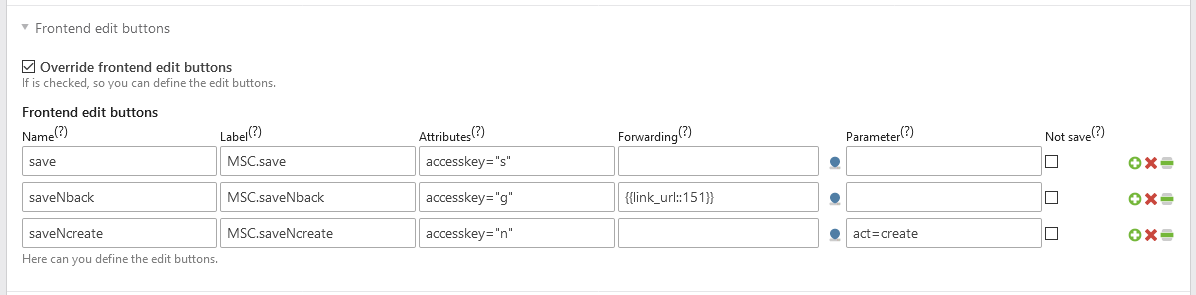 Frontend edit buttons
Override frontend edit buttons
If is checked, so you can define the edit buttons.
Frontend edit buttons
Name(?) Label(?) Attributes(?) Forwarding(?) Parameter(?) Not save(?)
save MSC.save accesskey="s"
saveNback MSC.saveNback accesskey="g" {{link_url::151}}
saveNcreate MSC.saveNcreate accesskey="n" act=create
Here can you define the edit buttons.